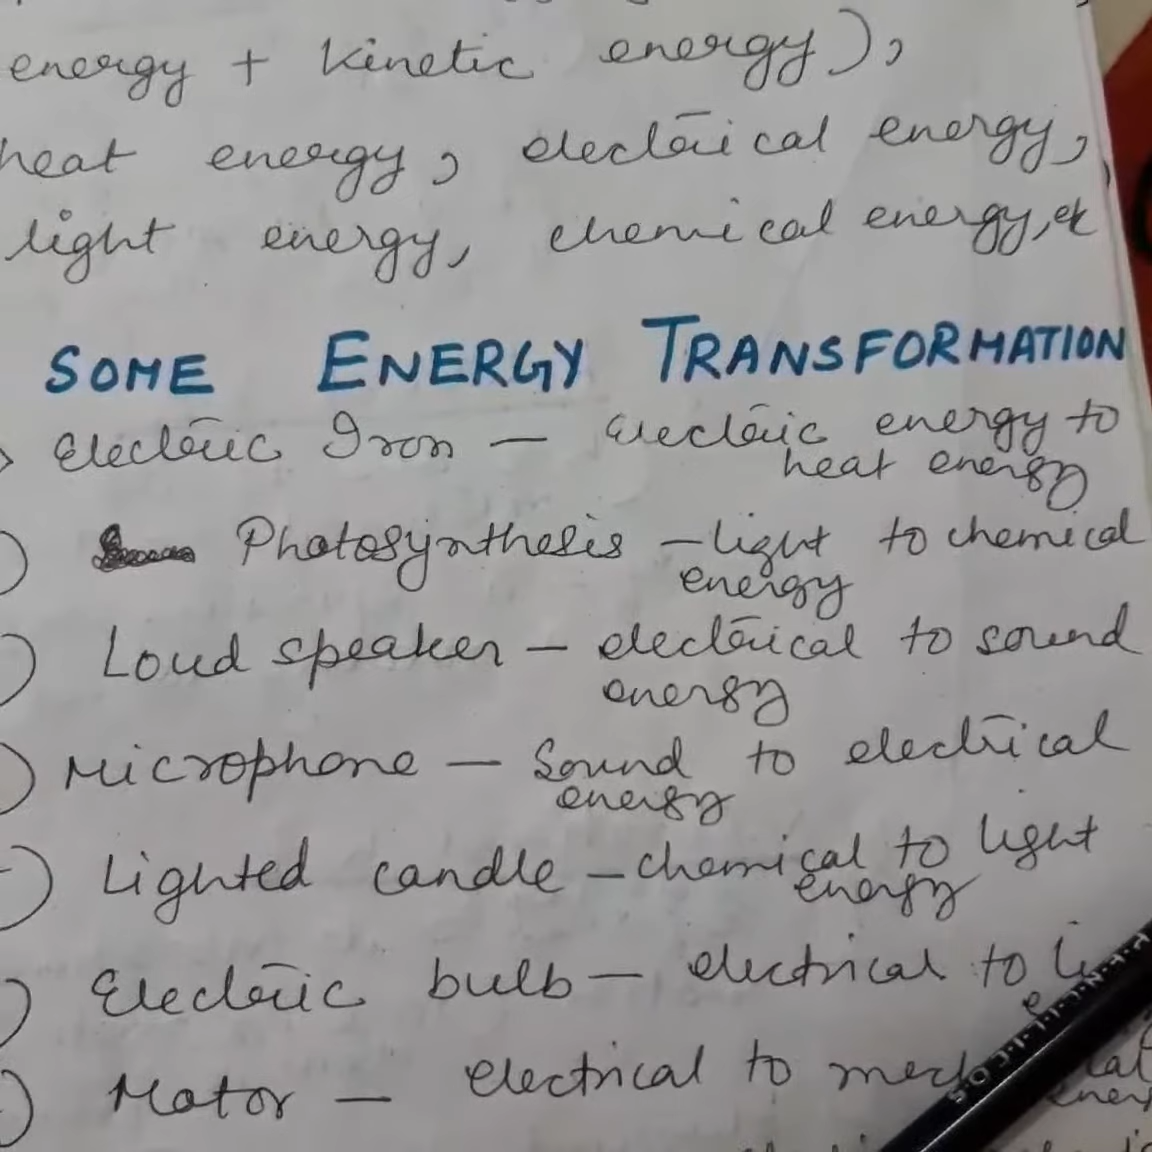 energy + kinetic energy),
heat energy, electrical energy,
light energy, chemical energy, etc
SOME ENERGY TRANSFORMATION
Electric Iron — Electric energy to
heat energy
Photosynthesis — light to chemical
energy
Loud speaker — electrical to sound
energy
Microphone — Sound to electrical
energy
Lighted candle — chemical to light
energy
Electric bulb — electrical to
Motor — electrical to